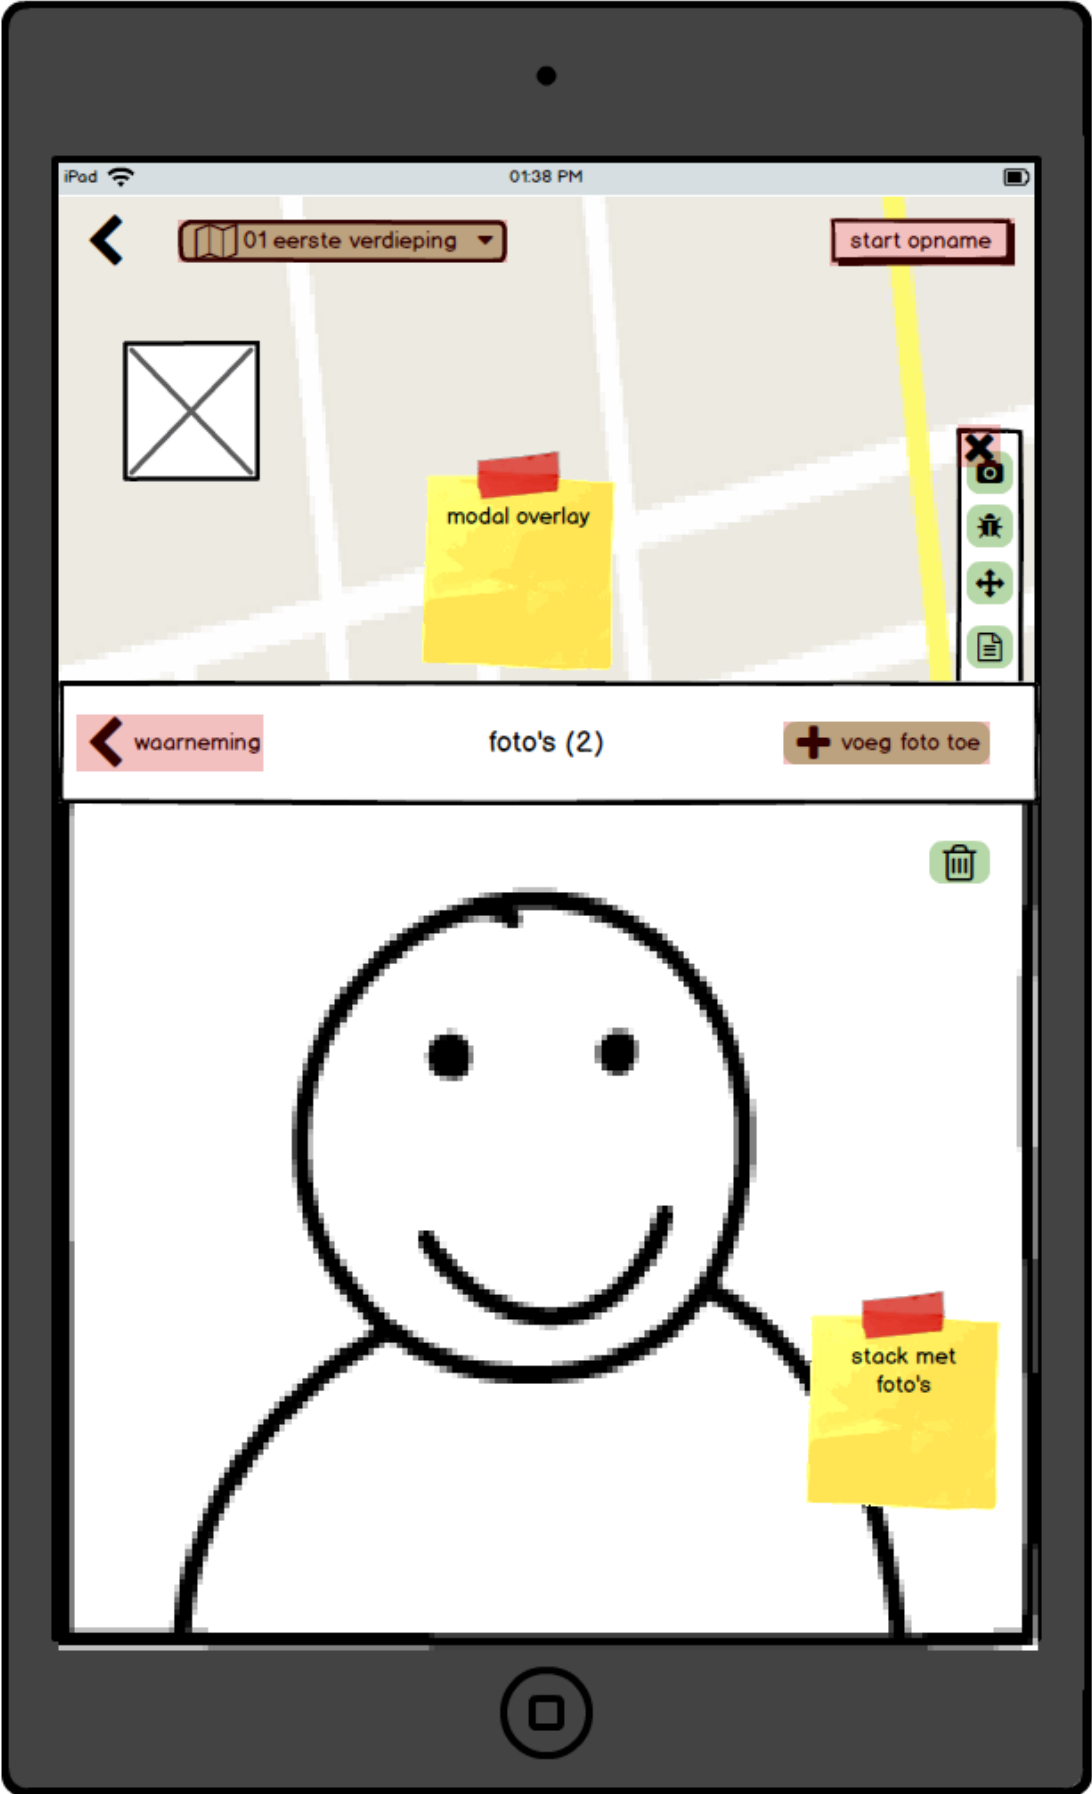 iPad
01:38 PM
01 eerste verdieping
start opname
modal overlay
waarneming
foto's (2)
voeg foto toe
stack met
foto's